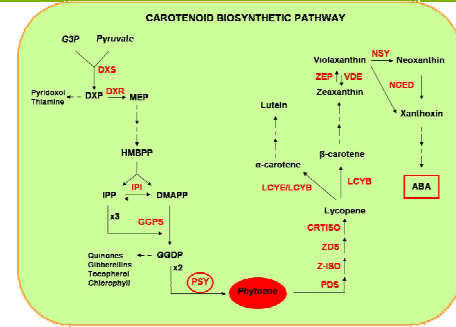 CAROTENOID BIOSYNTHETIC PATHWAY
G3P Pyruvate
DXS
Pyridoxol
Thiamine
DXP
DXR
MEP
HMBPP
IPI
IPP
DMAPP
x3
GGPS
Quinones
Gibberellins
Tocopherol
Chlorophyll
GGDP
x2
PSY
Phytoene
PDS
Z-ISO
ZDS
CRTISO
Lycopene
LCYE/LCYB
LCYB
α-carotene
β-carotene
Lutein
Zeaxanthin
ZEP
VDE
Violaxanthin
NSY
Neoxanthin
NCED
Xanthoxin
ABA